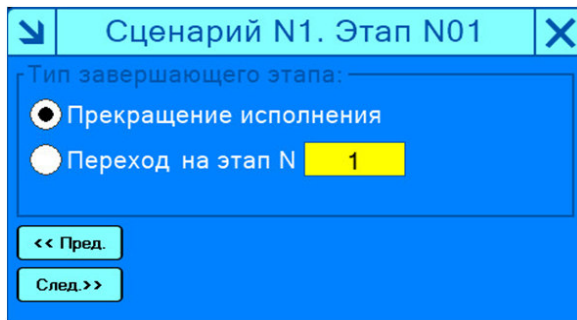 Сценарий N1. Этап N01
Тип завершающего этапа:
Прекращение исполнения
Переход на этап N 1
<< Пред.
След.>>